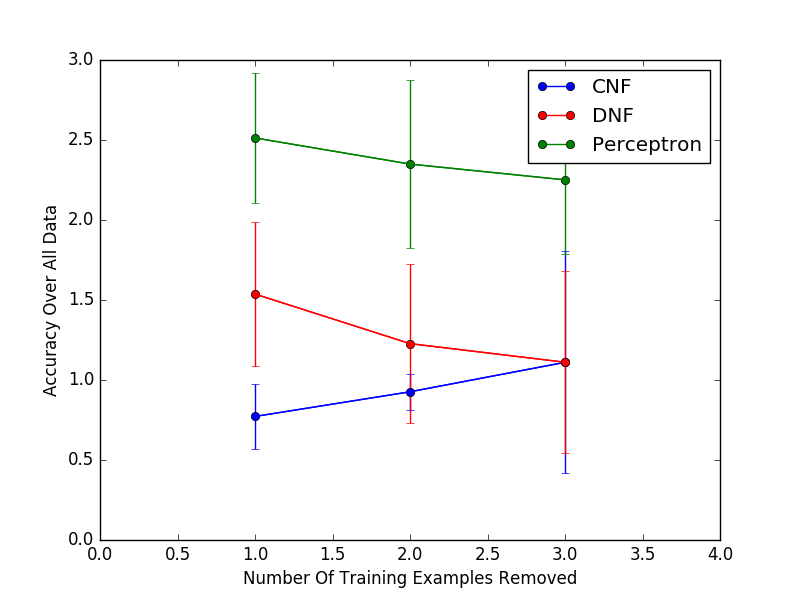 3.0
2.5
2.0
1.5
1.0
0.5
0.0
Accuracy Over All Data
CNF
DNF
Perceptron
0.0 0.5 1.0 1.5 2.0 2.5 3.0 3.5 4.0
Number Of Training Examples Removed